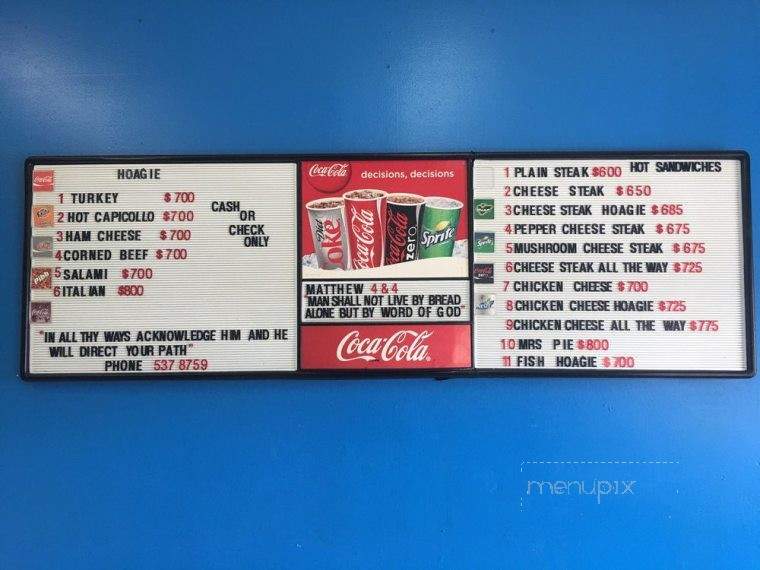 HOAGIE
1 TURKEY $700
2 HOT CAPICOLLO $700
3 HAM CHEESE $700
4 CORNED BEEF $700
5 SALAMI $700
6 ITALIAN $800
CASH
OR
CHECK
ONLY
"IN ALL THY WAYS ACKNOWLEDGE HIM AND HE
WILL DIRECT YOUR PATH"
PHONE 537 8759
Coca-Cola decisions, decisions
Diet Coke
Coca-Cola
Coca-Cola zero
Sprite
MATTHEW 4 & 4
"MAN SHALL NOT LIVE BY BREAD
ALONE BUT BY WORD OF GOD"
Coca-Cola
HOT SANDWICHES
1 PLAIN STEAK $600
2 CHEESE STEAK $650
3 CHEESE STEAK HOAGIE $685
4 PEPPER CHEESE STEAK $675
5 MUSHROOM CHEESE STEAK $675
6 CHEESE STEAK ALL THE WAY $725
7 CHICKEN CHEESE $700
8 CHICKEN CHEESE HOAGIE $725
9 CHICKEN CHEESE ALL THE WAY $775
10 MRS PIE $800
11 FISH HOAGIE $700
menupix